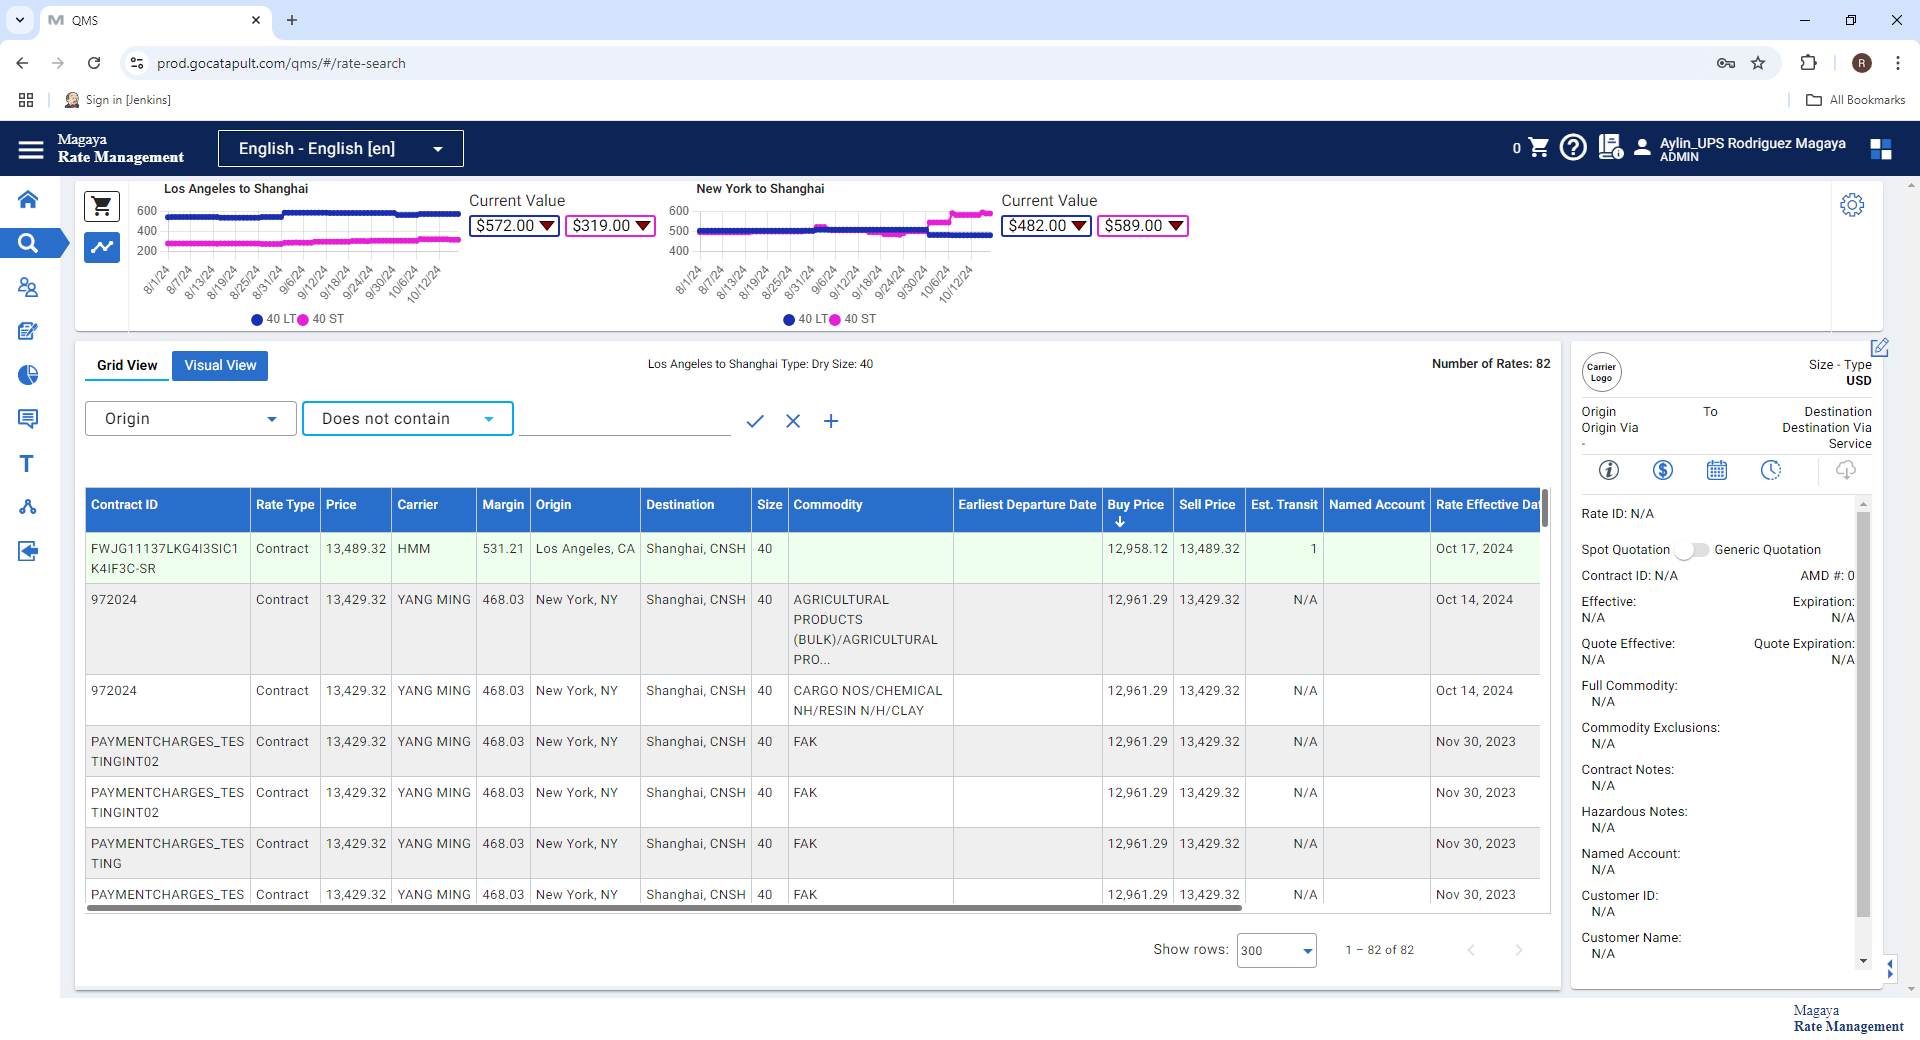 QMS
prod.gocatapult.com/qms/#/rate-search
R
Sign in [Jenkins]
All Bookmarks
Magaya
Rate Management
English - English [en]
0
Aylin_UPS Rodriguez Magaya
ADMIN
Los Angeles to Shanghai
600
400
200
8/1/24 8/7/24 8/13/24 8/19/24 8/25/24 8/31/24 9/6/24 9/12/24 9/18/24 9/24/24 9/30/24 10/6/24 10/12/24
40 LT 40 ST
Current Value
$572.00 $319.00
New York to Shanghai
600
500
400
8/1/24 8/7/24 8/13/24 8/19/24 8/25/24 8/31/24 9/6/24 9/12/24 9/18/24 9/24/24 9/30/24 10/6/24 10/12/24
40 LT 40 ST
Current Value
$482.00 $589.00
Grid View Visual View
Los Angeles to Shanghai Type: Dry Size: 40
Number of Rates: 82
Origin
Does not contain
Contract ID Rate Type Price Carrier Margin Origin Destination Size Commodity Earliest Departure Date Buy Price Sell Price Est. Transit Named Account Rate Effective Dat
FWJG11137LKG4I3SIC1 Contract 13,489.32 HMM 531.21 Los Angeles, CA Shanghai, CNSH 40 12,958.12 13,489.32 1 Oct 17, 2024
K4IF3C-SR
972024 Contract 13,429.32 YANG MING 468.03 New York, NY Shanghai, CNSH 40 AGRICULTURAL 12,961.29 13,429.32 N/A Oct 14, 2024
PRODUCTS
(BULK)/AGRICULTURAL
PRO...
972024 Contract 13,429.32 YANG MING 468.03 New York, NY Shanghai, CNSH 40 CARGO NOS/CHEMICAL 12,961.29 13,429.32 N/A Oct 14, 2024
NH/RESIN N/H/CLAY
PAYMENTCHARGES_TES Contract 13,429.32 YANG MING 468.03 New York, NY Shanghai, CNSH 40 FAK 12,961.29 13,429.32 N/A Nov 30, 2023
TINGINT02
PAYMENTCHARGES_TES Contract 13,429.32 YANG MING 468.03 New York, NY Shanghai, CNSH 40 FAK 12,961.29 13,429.32 N/A Nov 30, 2023
TINGINT02
PAYMENTCHARGES_TES Contract 13,429.32 YANG MING 468.03 New York, NY Shanghai, CNSH 40 FAK 12,961.29 13,429.32 N/A Nov 30, 2023
TING
PAYMENTCHARGES_TES Contract 13,429.32 YANG MING 468.03 New York, NY Shanghai, CNSH 40 FAK 12,961.29 13,429.32 N/A Nov 30, 2023
Show rows: 300 1 – 82 of 82
Carrier
Logo
Size - Type
USD
Origin To Destination
Origin Via Destination Via
- Service
Rate ID: N/A
Spot Quotation Generic Quotation
Contract ID: N/A AMD #: 0
Effective: Expiration:
N/A N/A
Quote Effective: Quote Expiration:
N/A N/A
Full Commodity:
N/A
Commodity Exclusions:
N/A
Contract Notes:
N/A
Hazardous Notes:
N/A
Named Account:
N/A
Customer ID:
N/A
Customer Name:
N/A
Magaya
Rate Management